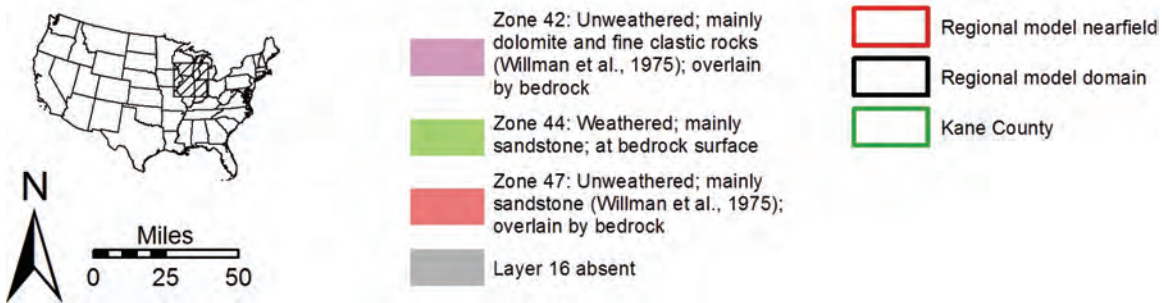 N
Miles
0 25 50
Zone 42: Unweathered; mainly
dolomite and fine clastic rocks
(Willman et al., 1975); overlain
by bedrock
Zone 44: Weathered; mainly
sandstone; at bedrock surface
Zone 47: Unweathered; mainly
sandstone (Willman et al., 1975);
overlain by bedrock
Layer 16 absent
Regional model nearfield
Regional model domain
Kane County